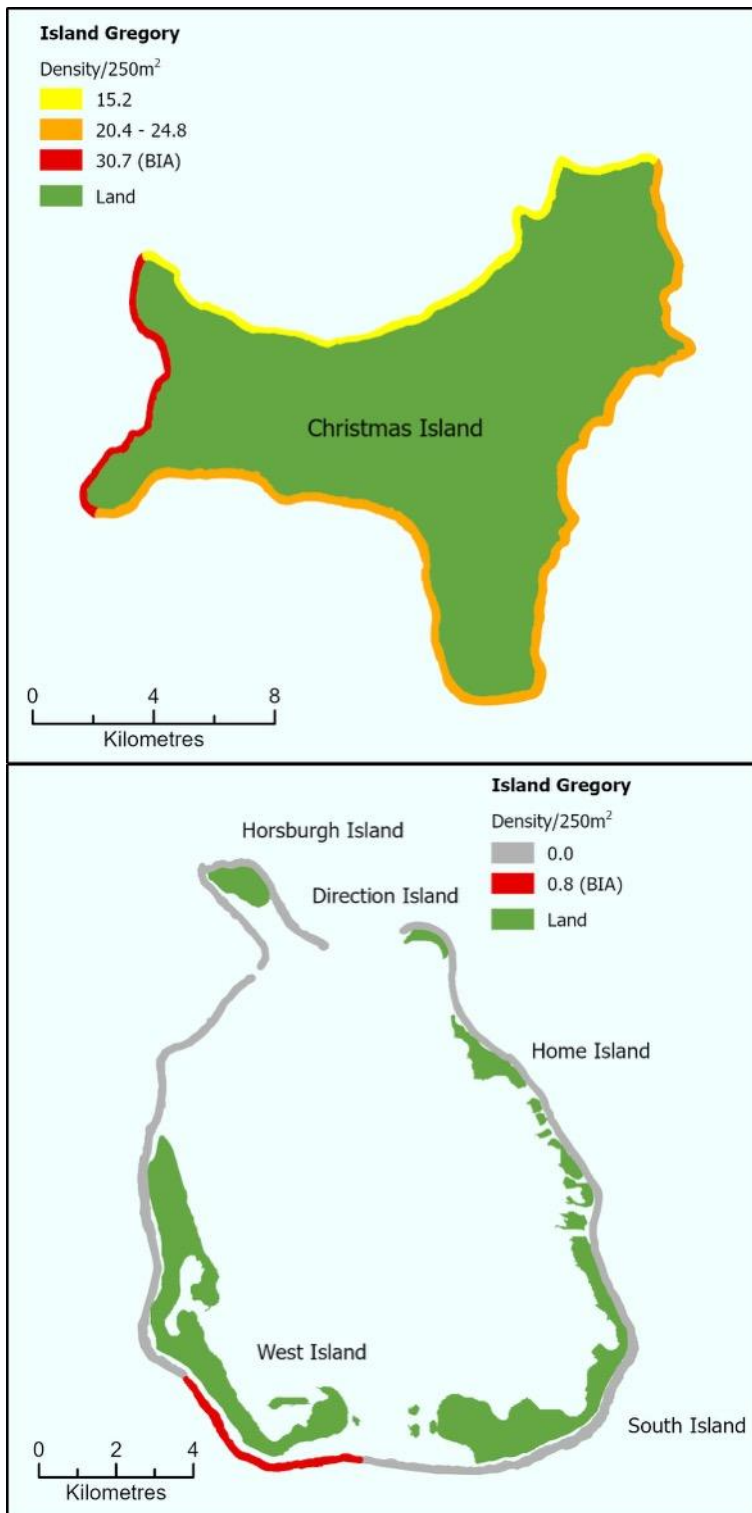 Island Gregory
Density/250m²
15.2
20.4 - 24.8
30.7 (BIA)
Land
Christmas Island
0 4 8
Kilometres
Island Gregory
Density/250m²
0.0
0.8 (BIA)
Land
Horsburgh Island
Direction Island
Home Island
West Island
South Island
0 2 4
Kilometres